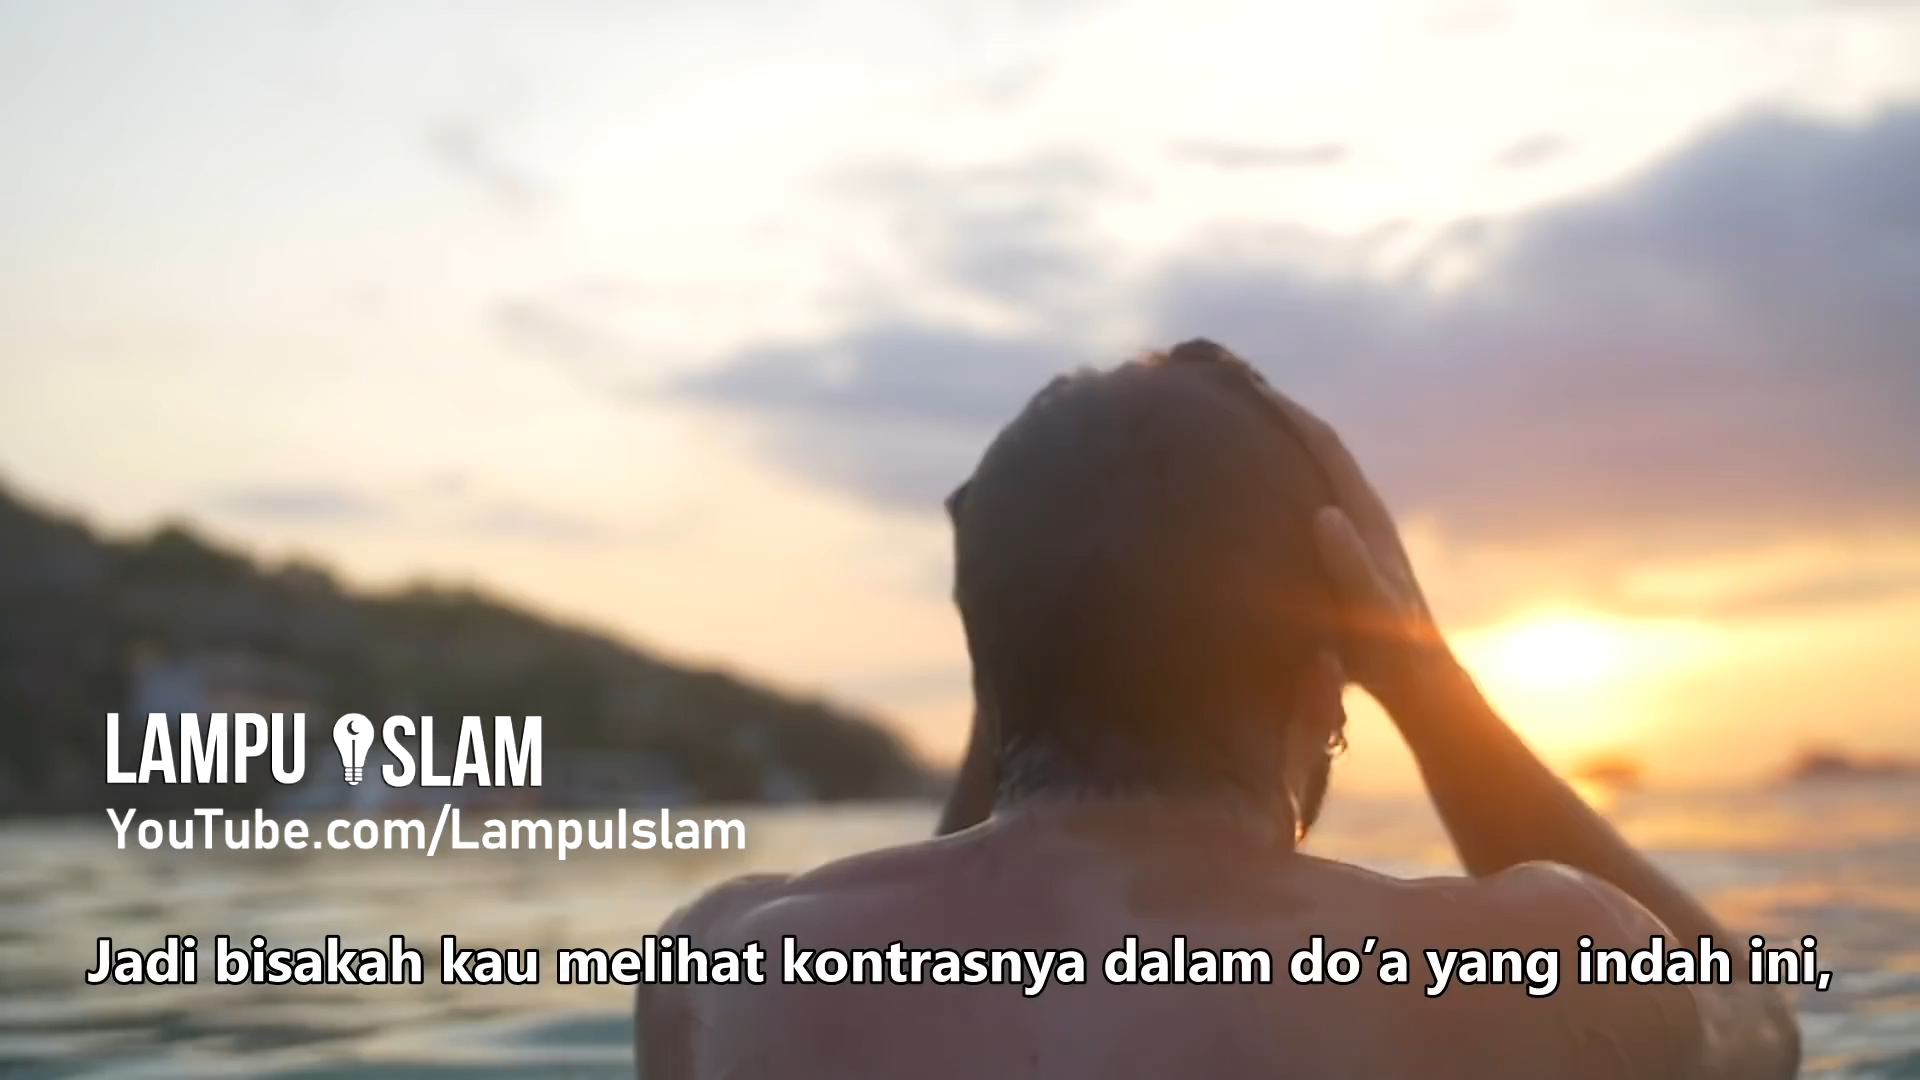 LAMPU ISLAM
YouTube.com/LampuIslam
Jadi bisakah kau melihat kontrasnya dalam do’a yang indah ini,